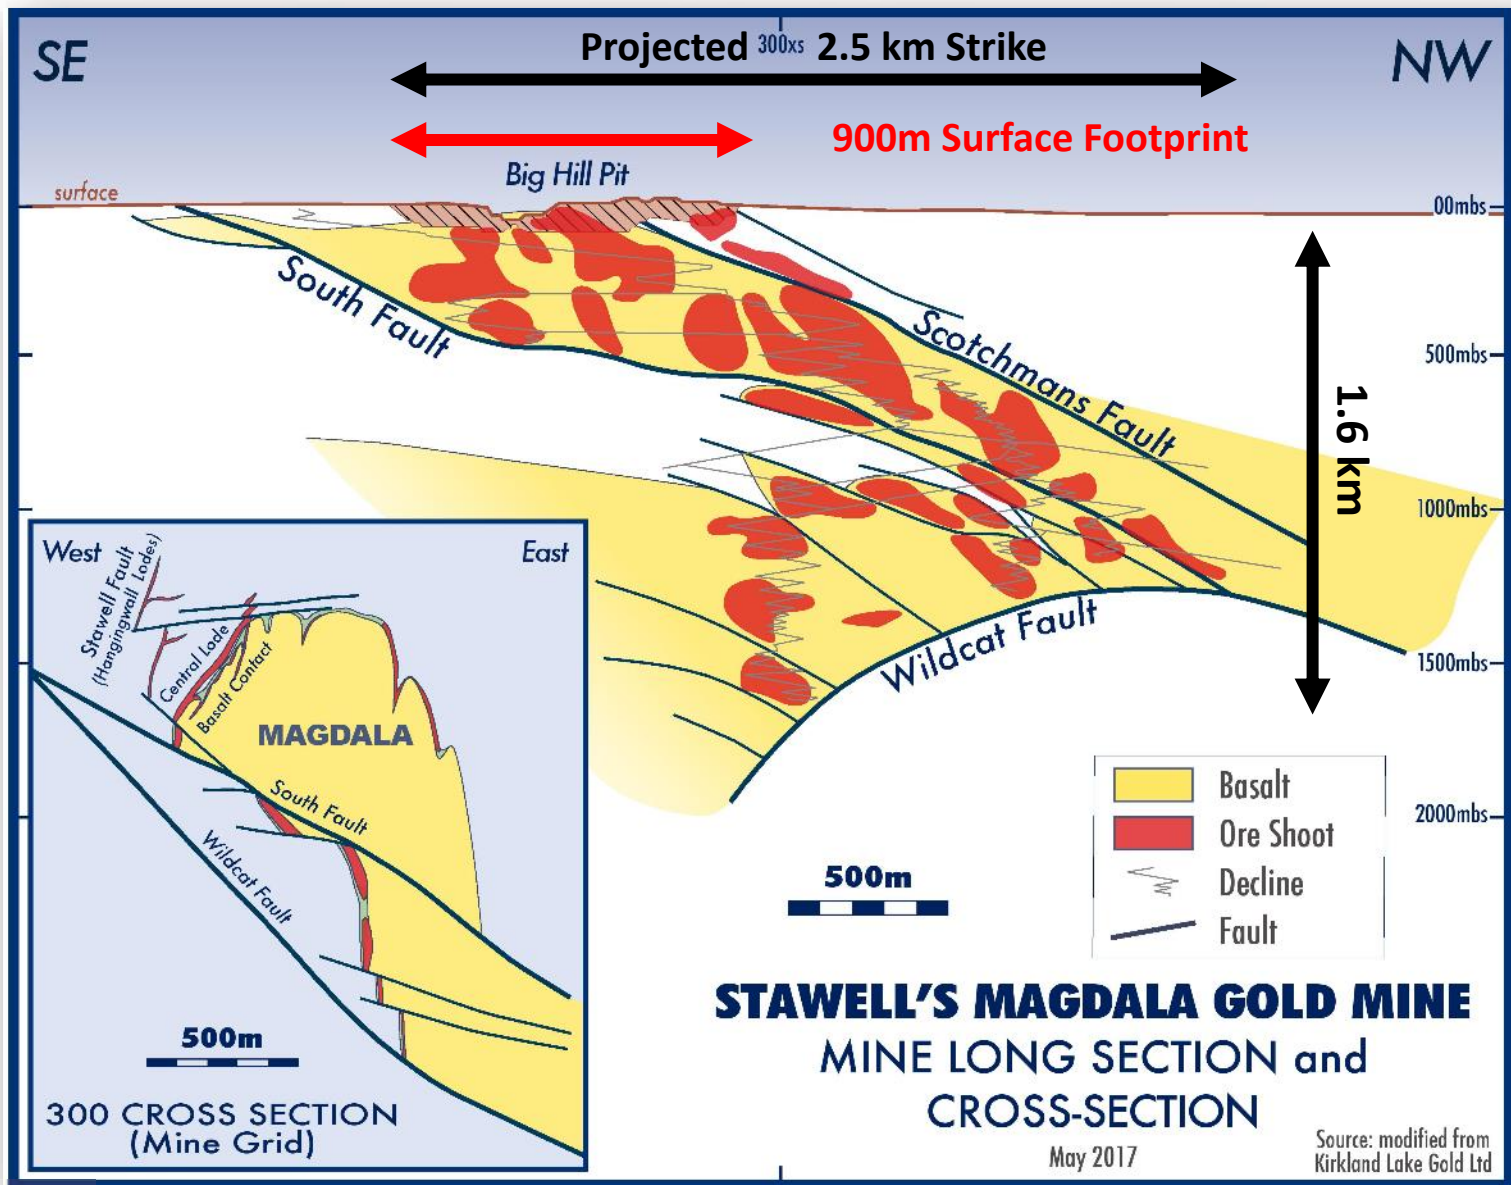 SE
Projected 300xs 2.5 km Strike
NW
900m Surface Footprint
Big Hill Pit
surface
00mbs
South Fault
Scotchmans Fault
500mbs
1.6 km
1000mbs
Wildcat Fault
1500mbs
2000mbs
West
East
Stawell Fault
(Hangingwall Lodes)
Central Lode
Basalt Contact
MAGDALA
South Fault
Wildcat Fault
500m
300 CROSS SECTION
(Mine Grid)
Basalt
Ore Shoot
Decline
Fault
500m
STAWELL'S MAGDALA GOLD MINE
MINE LONG SECTION and
CROSS-SECTION
May 2017
Source: modified from
Kirkland Lake Gold Ltd